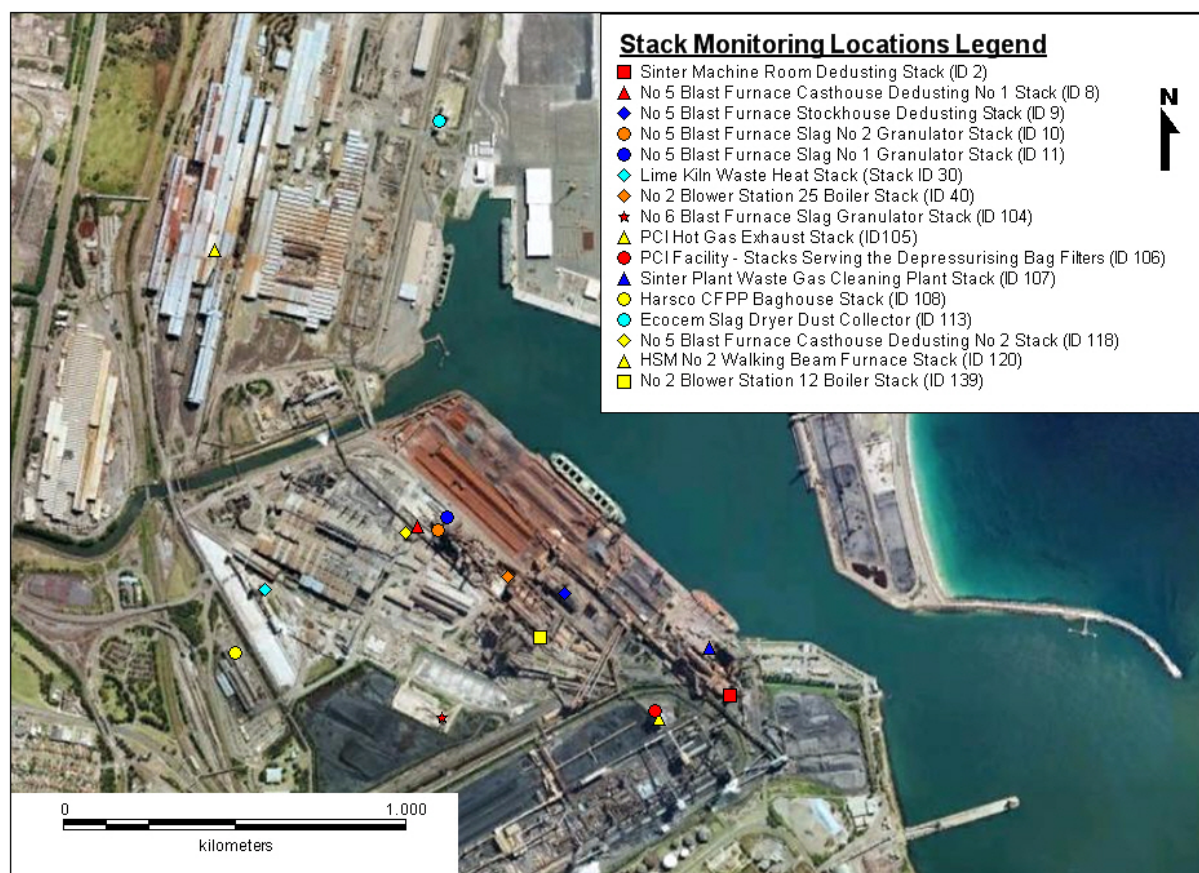 Stack Monitoring Locations Legend
Sinter Machine Room Dedusting Stack (ID 2)
No 5 Blast Furnace Casthouse Dedusting No 1 Stack (ID 8)
No 5 Blast Furnace Stockhouse Dedusting Stack (ID 9)
No 5 Blast Furnace Slag No 2 Granulator Stack (ID 10)
No 5 Blast Furnace Slag No 1 Granulator Stack (ID 11)
Lime Kiln Waste Heat Stack (Stack ID 30)
No 2 Blower Station 25 Boiler Stack (ID 40)
No 6 Blast Furnace Slag Granulator Stack (ID 104)
PCI Hot Gas Exhaust Stack (ID105)
PCI Facility - Stacks Serving the Depressurising Bag Filters (ID 106)
Sinter Plant Waste Gas Cleaning Plant Stack (ID 107)
Harsco CFPP Baghouse Stack (ID 108)
Ecocem Slag Dryer Dust Collector (ID 113)
No 5 Blast Furnace Casthouse Dedusting No 2 Stack (ID 118)
HSM No 2 Walking Beam Furnace Stack (ID 120)
No 2 Blower Station 12 Boiler Stack (ID 139)
N
0 1.000
kilometers